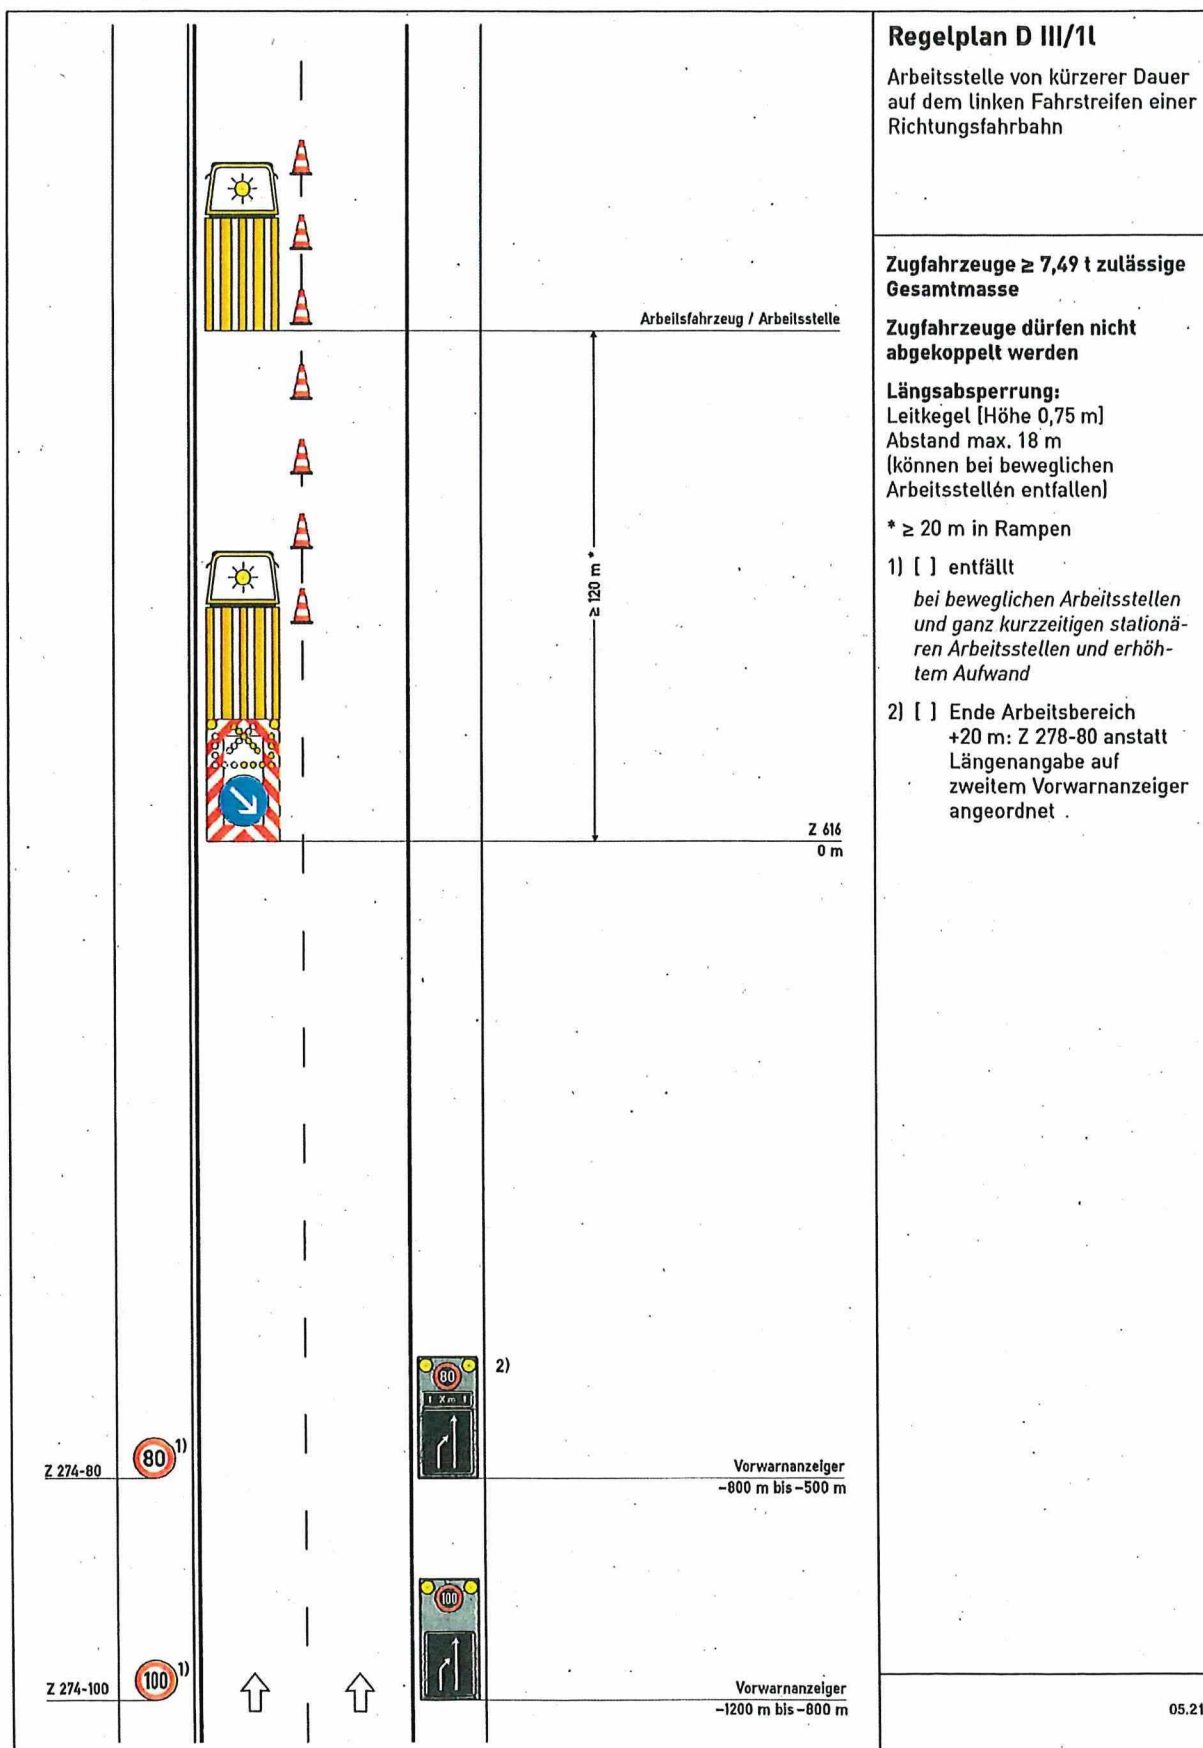 Regelplan D III/1l
Arbeitsstelle von kürzerer Dauer
auf dem linken Fahrstreifen einer
Richtungsfahrbahn
Zugfahrzeuge ≥ 7,49 t zulässige
Gesamtmasse
Zugfahrzeuge dürfen nicht
abgekoppelt werden
Längsabsperrung:
Leitkegel [Höhe 0,75 m]
Abstand max. 18 m
(können bei beweglichen
Arbeitsstellen entfallen)
* ≥ 20 m in Rampen
1) [ ] entfällt
bei beweglichen Arbeitsstellen
und ganz kurzzeitigen stationä-
ren Arbeitsstellen und erhöh-
tem Aufwand
2) [ ] Ende Arbeitsbereich
+20 m: Z 278-80 anstatt
Längenangabe auf
zweitem Vorwarnanzeiger
angeordnet
Arbeitsfahrzeug / Arbeitsstelle
≥ 120 m *
Z 616
0 m
80
2)
X m
Z 274-80
80
1)
Vorwarnanzeiger
-800 m bis -500 m
100
Z 274-100
100
1)
Vorwarnanzeiger
-1200 m bis -800 m
05.21